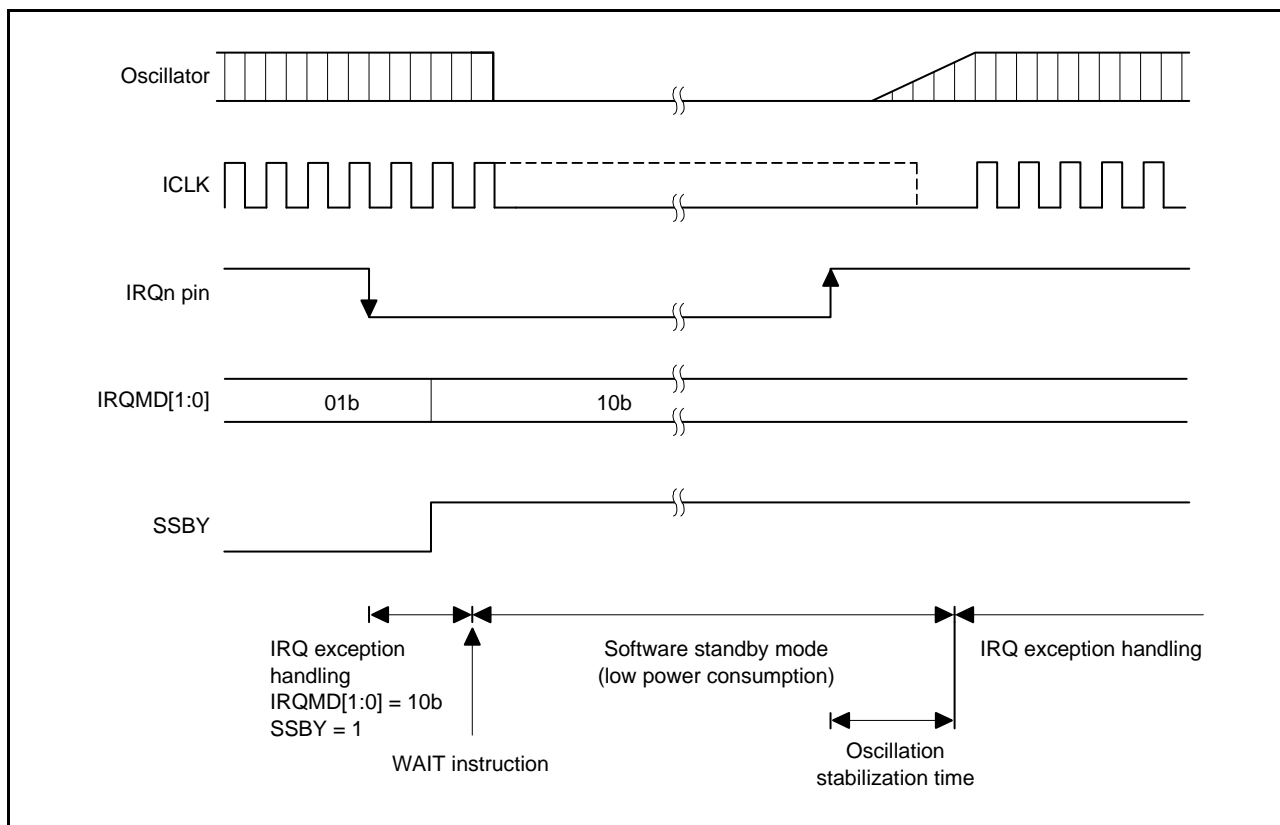 Oscillator
ICLK
IRQn pin
IRQMD[1:0]
01b
10b
SSBY
IRQ exception
handling
IRQMD[1:0] = 10b
SSBY = 1
WAIT instruction
Software standby mode
(low power consumption)
Oscillation
stabilization time
IRQ exception handling